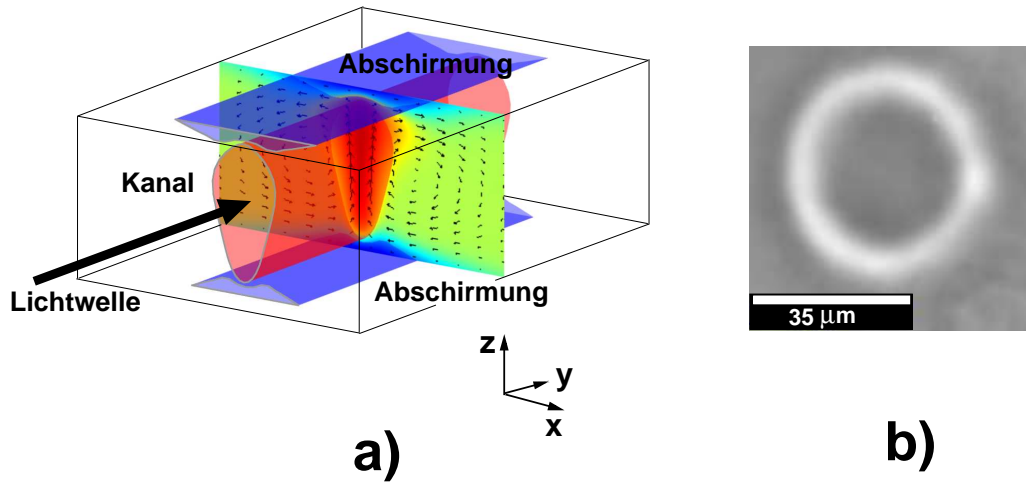 Abschirmung
Kanal
Lichtwelle
Abschirmung
z
y
x
a)
35 μm
b)